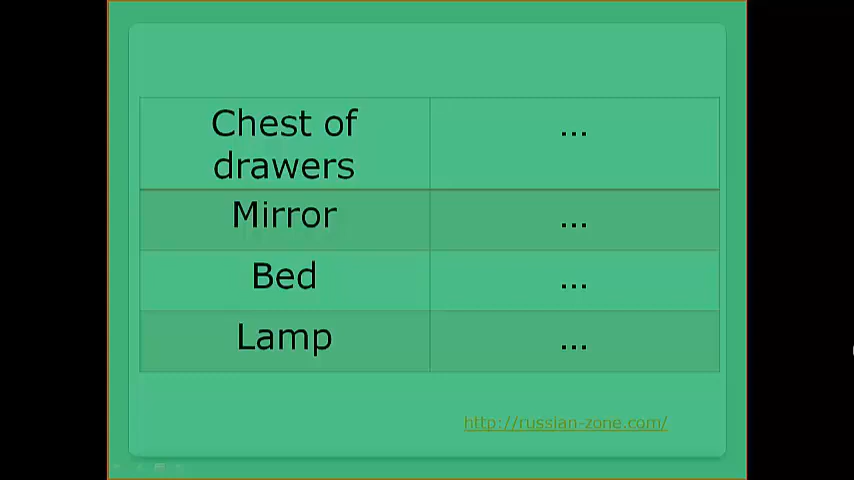 Chest of
drawers
...
Mirror
...
Bed
...
Lamp
...
http://russian-zone.com/